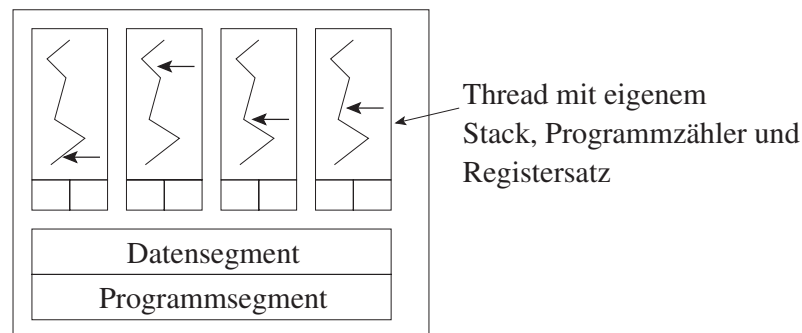 Thread mit eigenem
Stack, Programmzähler und
Registersatz
Datensegment
Programmsegment